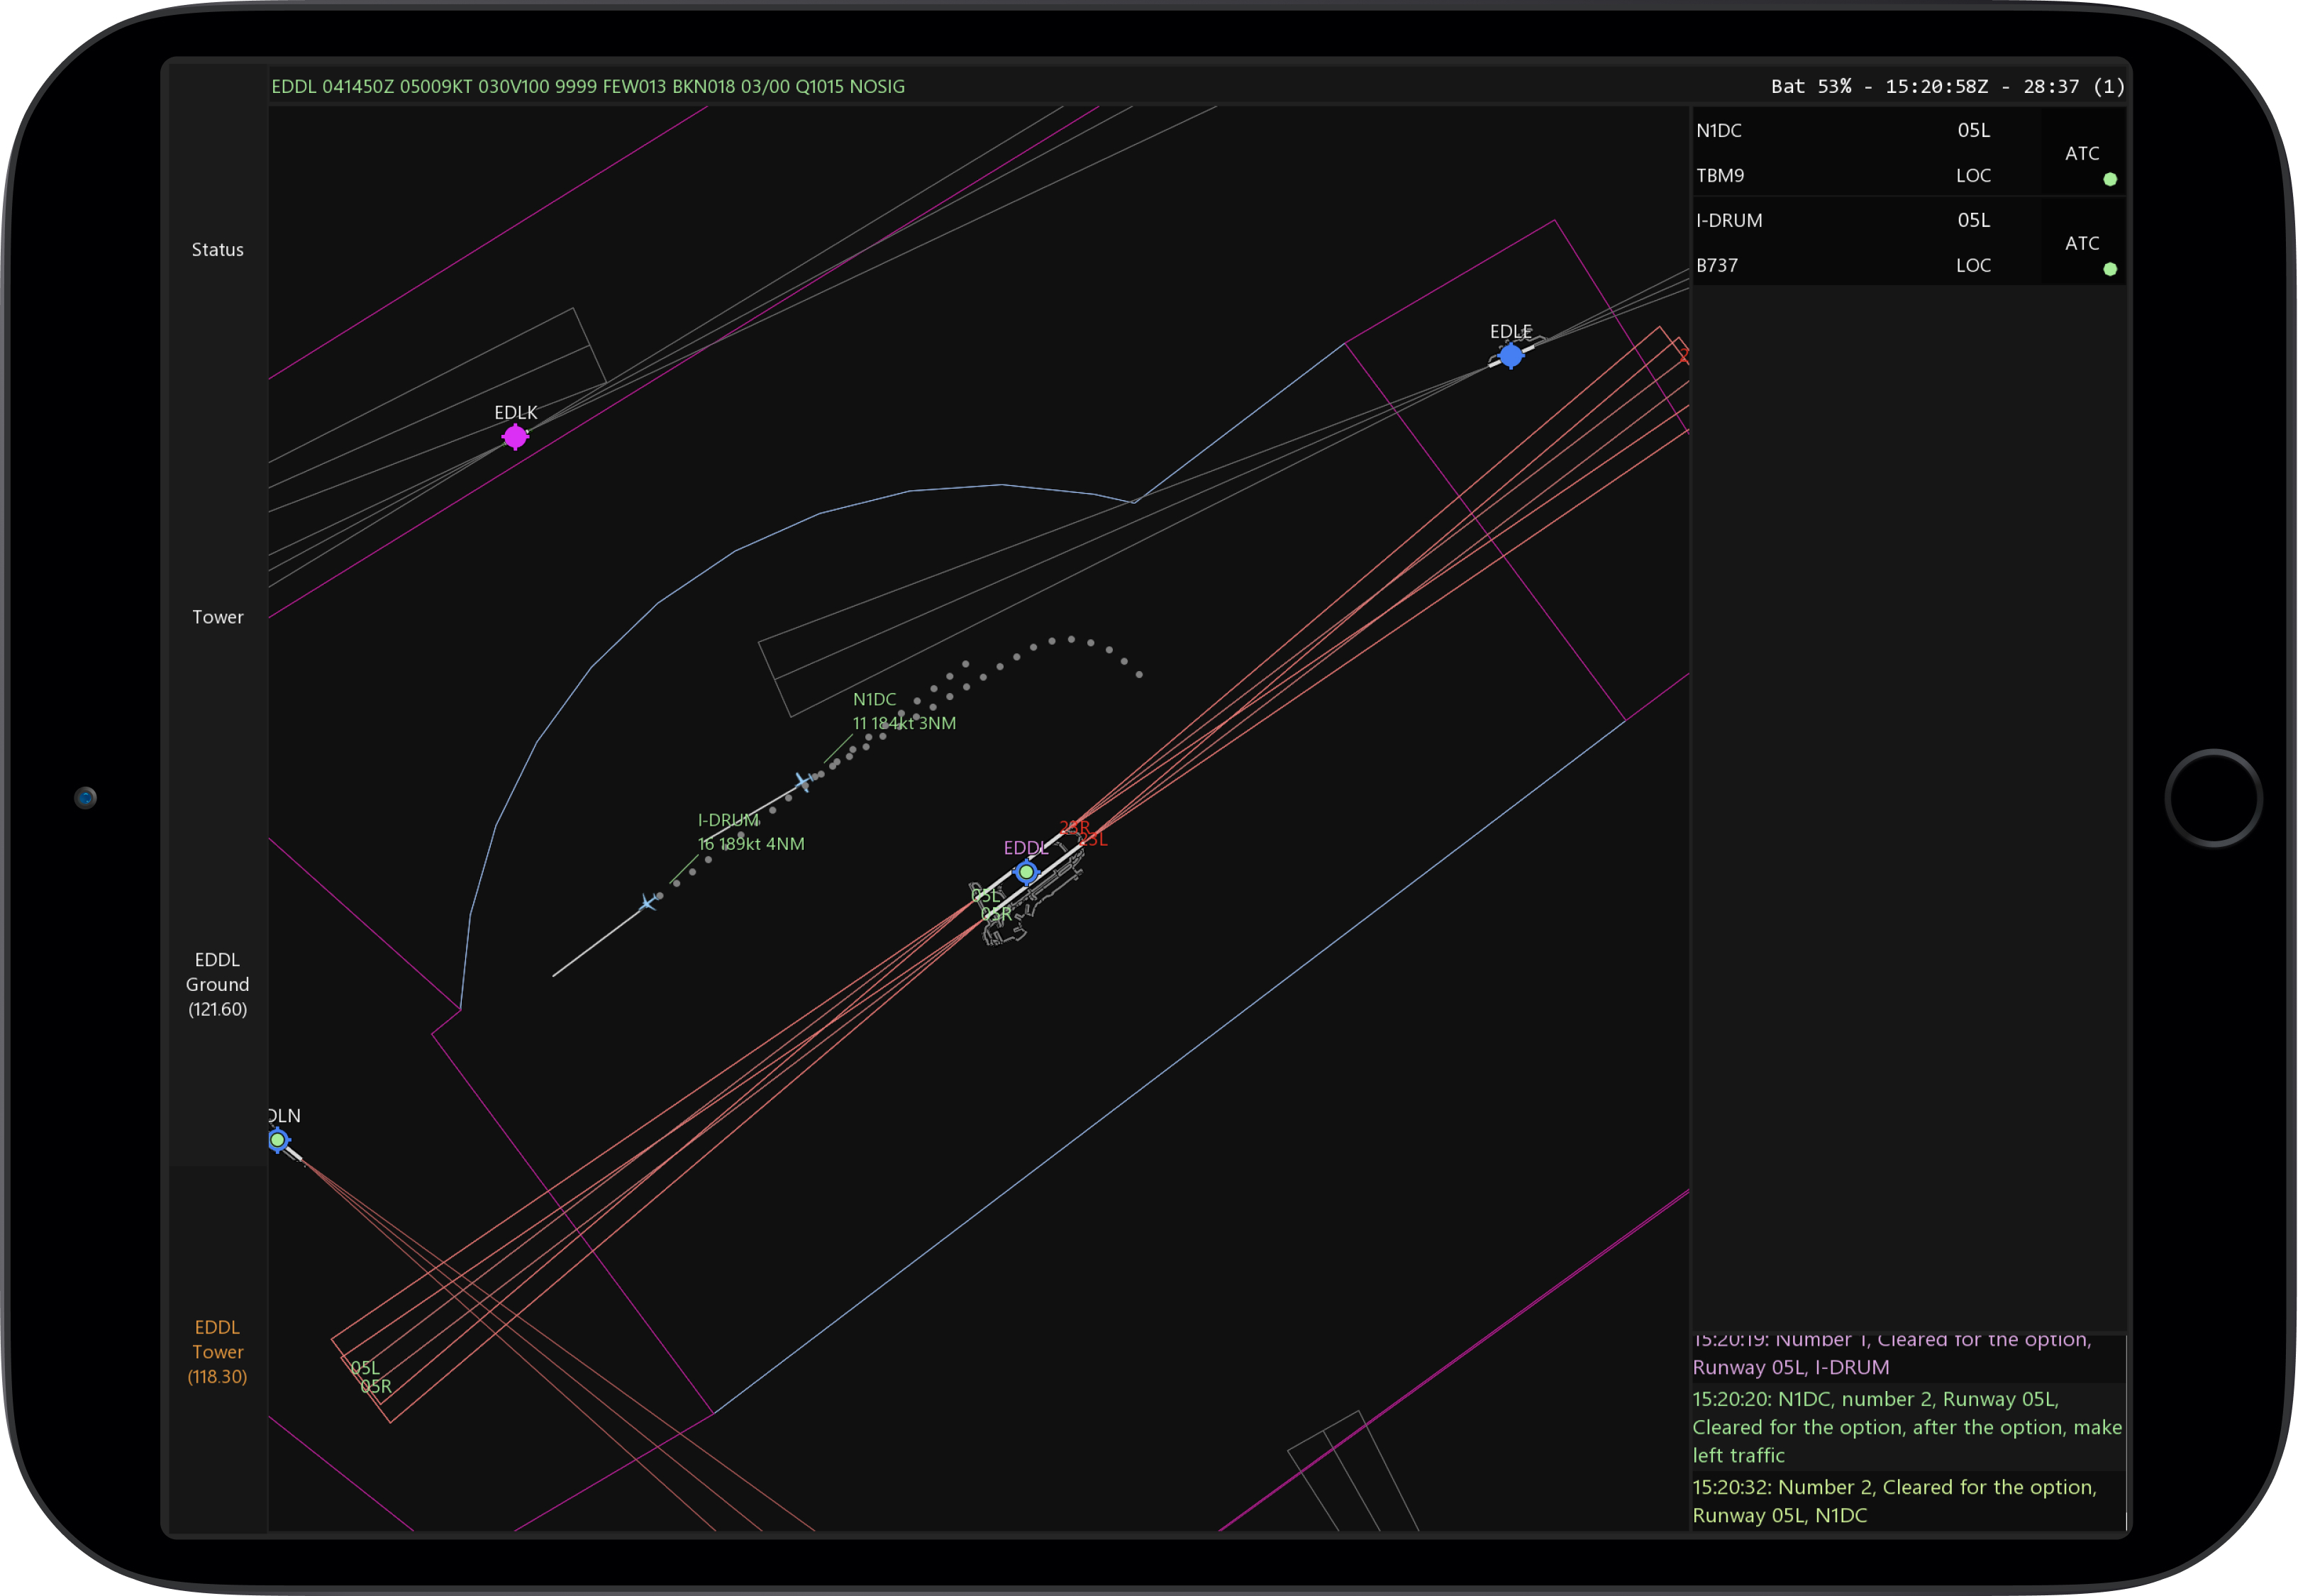 EDDL 041450Z 05009KT 030V100 9999 FEW013 BKN018 03/00 Q1015 NOSIG
Bat 53% - 15:20:58Z - 28:37 (1)
Status
Tower
EDDL
Ground
(121.60)
EDDL
Tower
(118.30)
EDLE
EDLK
N1DC
11 184kt 3NM
I-DRUM
16 189kt 4NM
23R
23L
EDDL
05L
05R
DLN
05L
05R
2
N1DC 05L
ATC
TBM9 LOC
I-DRUM 05L
ATC
B737 LOC
15:20:19: Number 1, Cleared for the option,
Runway 05L, I-DRUM
15:20:20: N1DC, number 2, Runway 05L,
Cleared for the option, after the option, make
left traffic
15:20:32: Number 2, Cleared for the option,
Runway 05L, N1DC